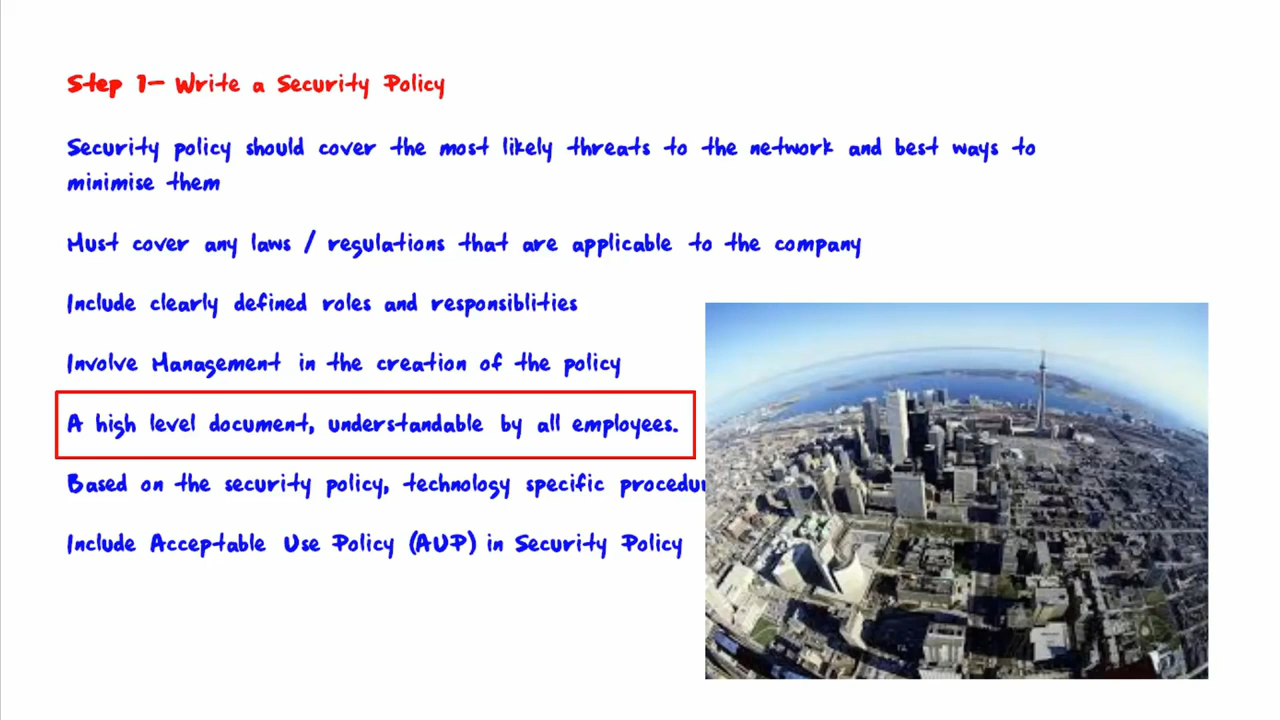 Step 1- Write a Security Policy
Security policy should cover the most likely threats to the network and best ways to
minimise them
Must cover any laws / regulations that are applicable to the company
Include clearly defined roles and responsiblities
Involve Management in the creation of the policy
A high level document, understandable by all employees.
Based on the security policy, technology specific
Include Acceptable Use Policy (AUP) in Security Policy